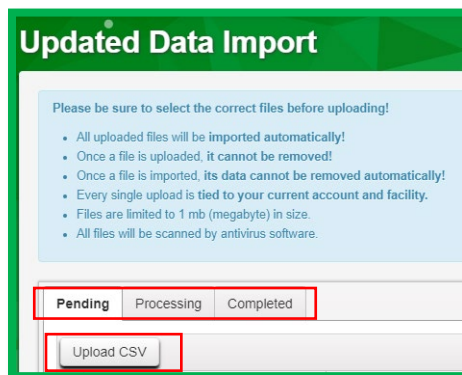 Updated Data Import
Please be sure to select the correct files before uploading!
• All uploaded files will be imported automatically!
• Once a file is uploaded, it cannot be removed!
• Once a file is imported, its data cannot be removed automatically!
• Every single upload is tied to your current account and facility.
• Files are limited to 1 mb (megabyte) in size.
• All files will be scanned by antivirus software.
Pending Processing Completed
Upload CSV